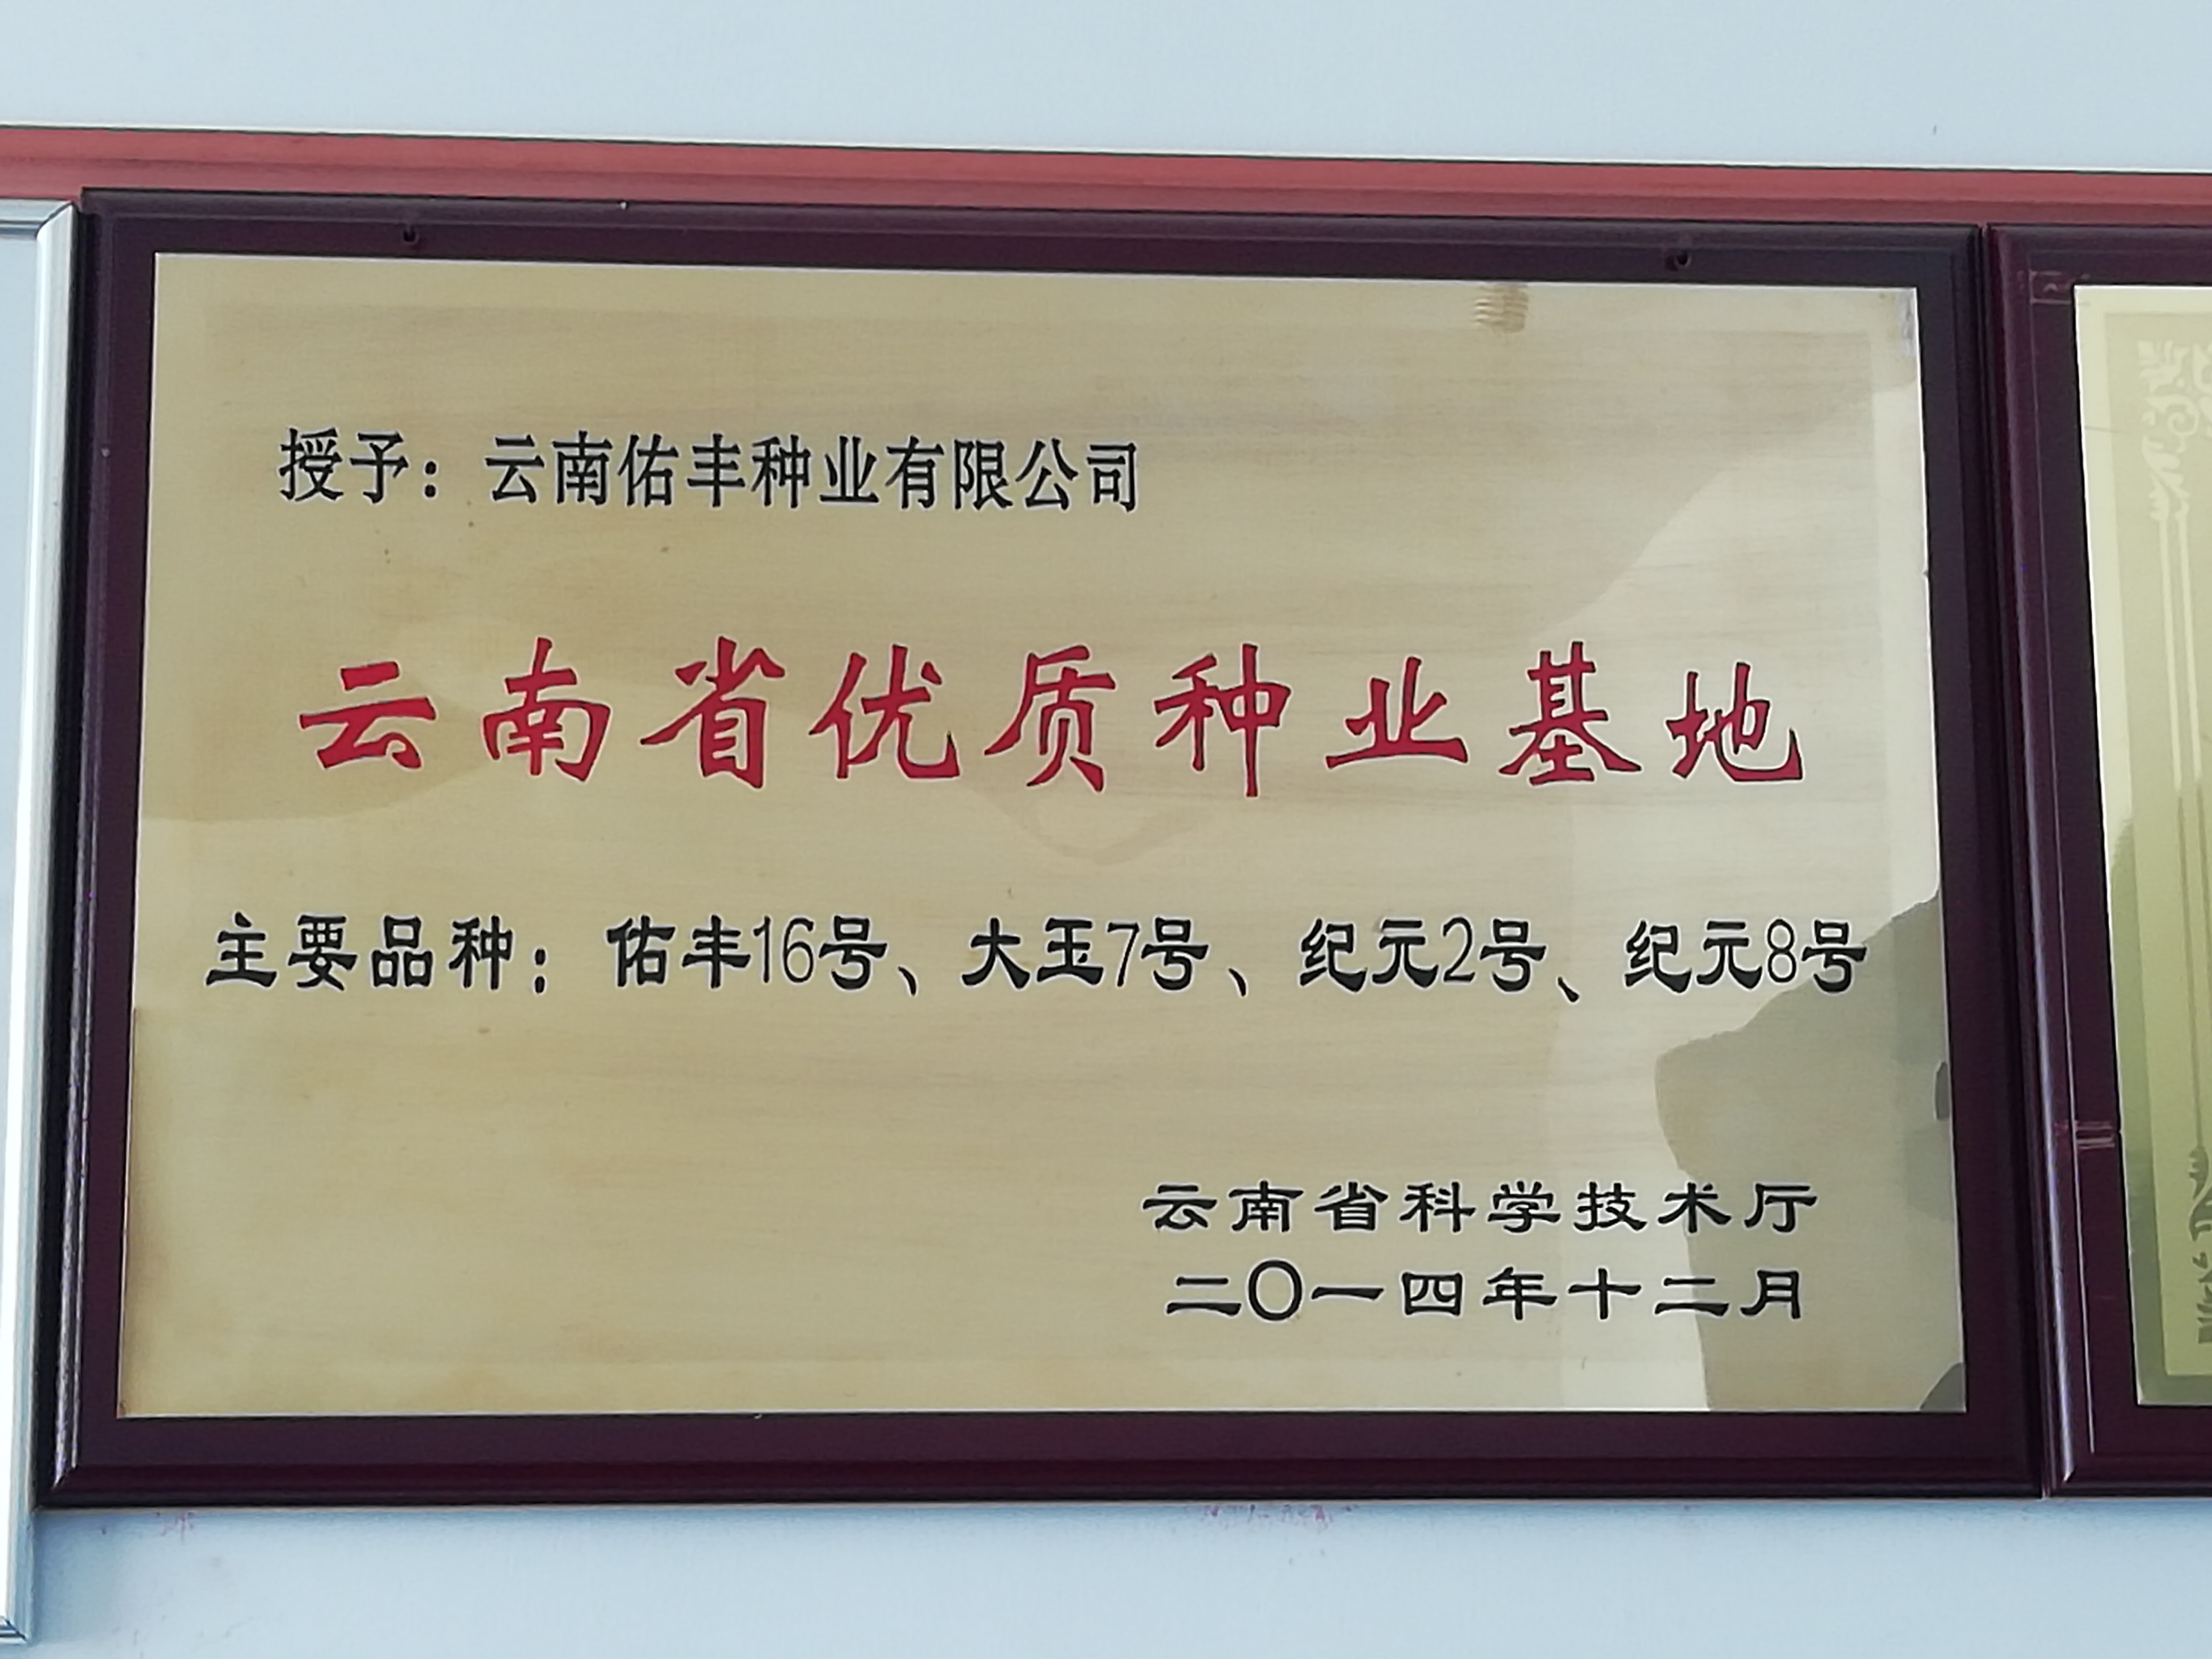 授予：云南佑丰种业有限公司
云南省优质种业基地
主要品种：佑丰16号、大玉7号、纪元2号、纪元8号
云南省科学技术厅
二〇一四年十二月